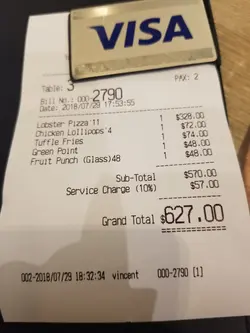 VISA
Table: 3
PAX: 2
Bill No.: 000-2790
Date: 2018/07/29 17:53:55
Lobster Pizza'11 1 $328.00
Chicken Lollipops'4 1 $72.00
Tuffle Fries 1 $74.00
Green Point 1 $48.00
Fruit Punch (Glass)48 1 $48.00
Sub-Total $570.00
Service Charge (10%) $57.00
Grand Total $627.00
002-2018/07/29 18:32:34 vincent 000-2790 [1]